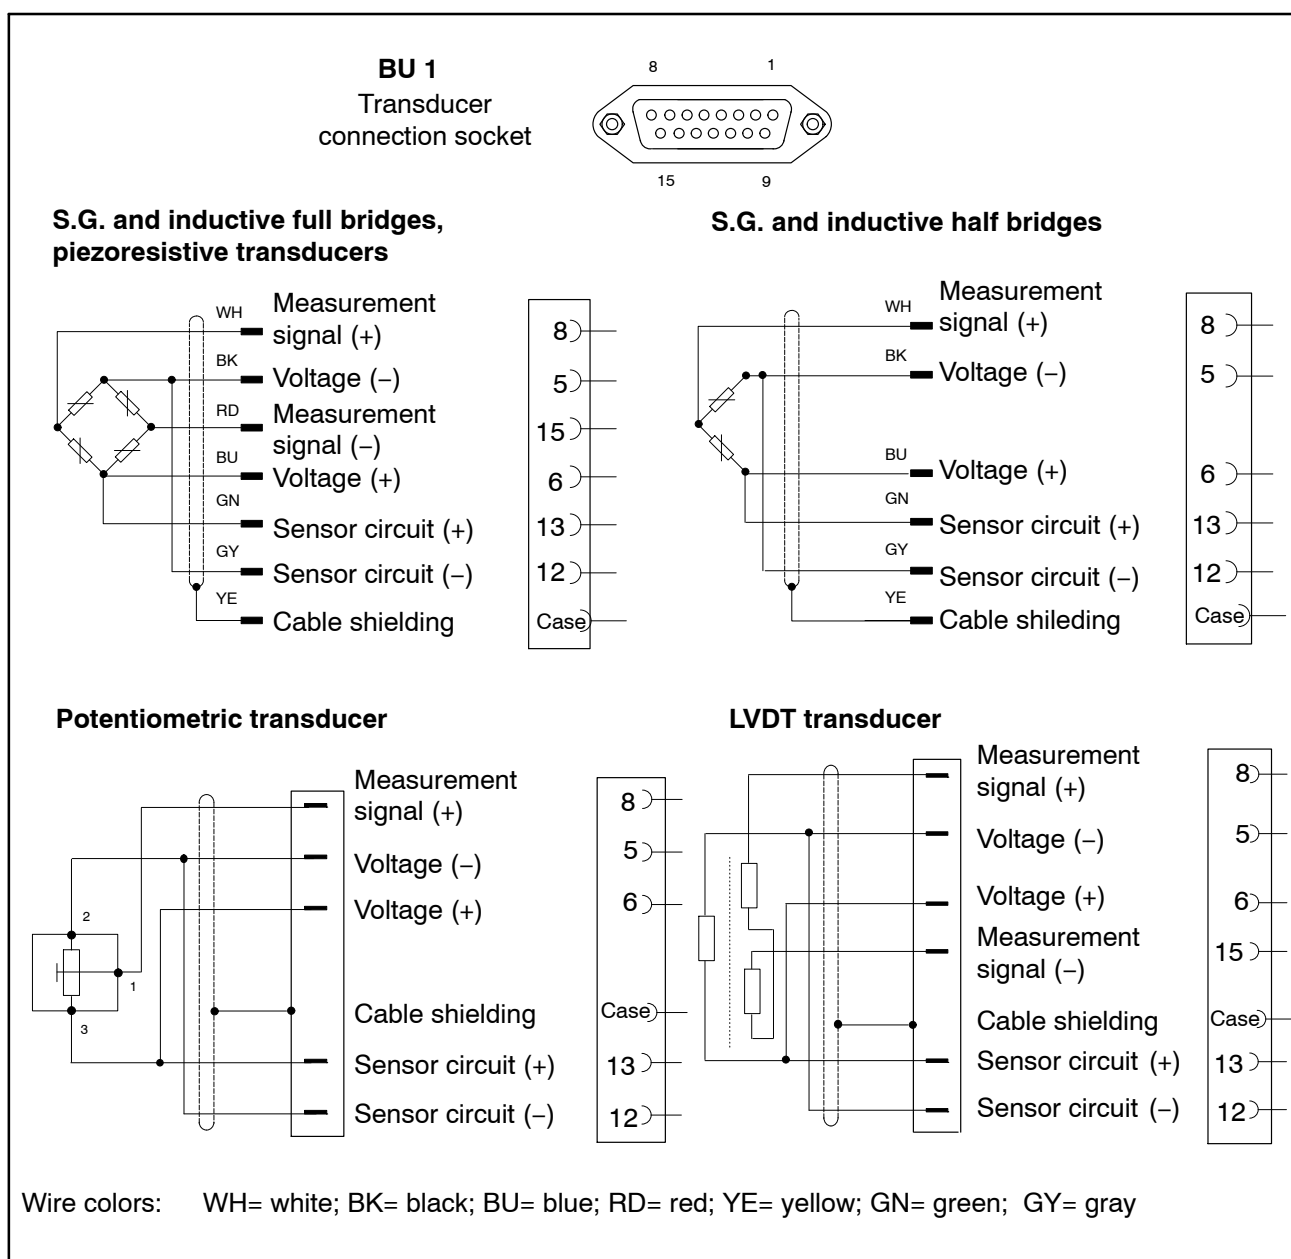 BU 1
Transducer
connection socket
8 1
15 9
S.G. and inductive full bridges,
piezoresistive transducers
WH Measurement
signal (+) 8
BK Voltage (−) 5
RD Measurement
signal (−) 15
BU Voltage (+) 6
GN Sensor circuit (+) 13
GY Sensor circuit (−) 12
YE Cable shielding Case
S.G. and inductive half bridges
WH Measurement
signal (+) 8
BK Voltage (−) 5
BU Voltage (+) 6
GN Sensor circuit (+) 13
GY Sensor circuit (−) 12
YE Cable shileding Case
Potentiometric transducer
Measurement
signal (+) 8
Voltage (−) 5
Voltage (+) 6
2
1
3
Cable shielding Case
Sensor circuit (+) 13
Sensor circuit (−) 12
LVDT transducer
Measurement
signal (+) 8
Voltage (−) 5
Voltage (+) 6
Measurement
signal (−) 15
Cable shielding Case
Sensor circuit (+) 13
Sensor circuit (−) 12
Wire colors: WH= white; BK= black; BU= blue; RD= red; YE= yellow; GN= green; GY= gray